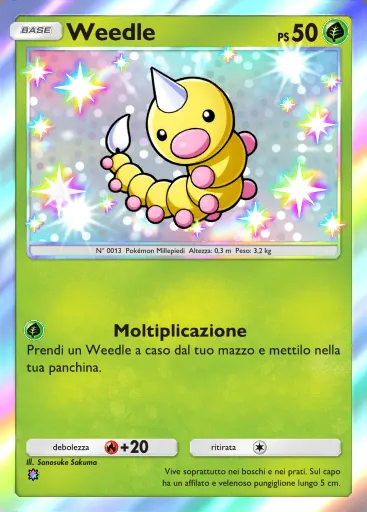 BASE Weedle PS 50
N° 0013 Pokémon Millepiedi Altezza: 0,3 m Peso: 3,2 kg
Moltiplicazione
Prendi un Weedle a caso dal tuo mazzo e mettilo nella
tua panchina.
debolezza +20 ritirata
Ill. Sanosuke Sakuma
Vive soprattutto nei boschi e nei prati. Sul capo
ha un affilato e velenoso pungiglione lungo 5 cm.